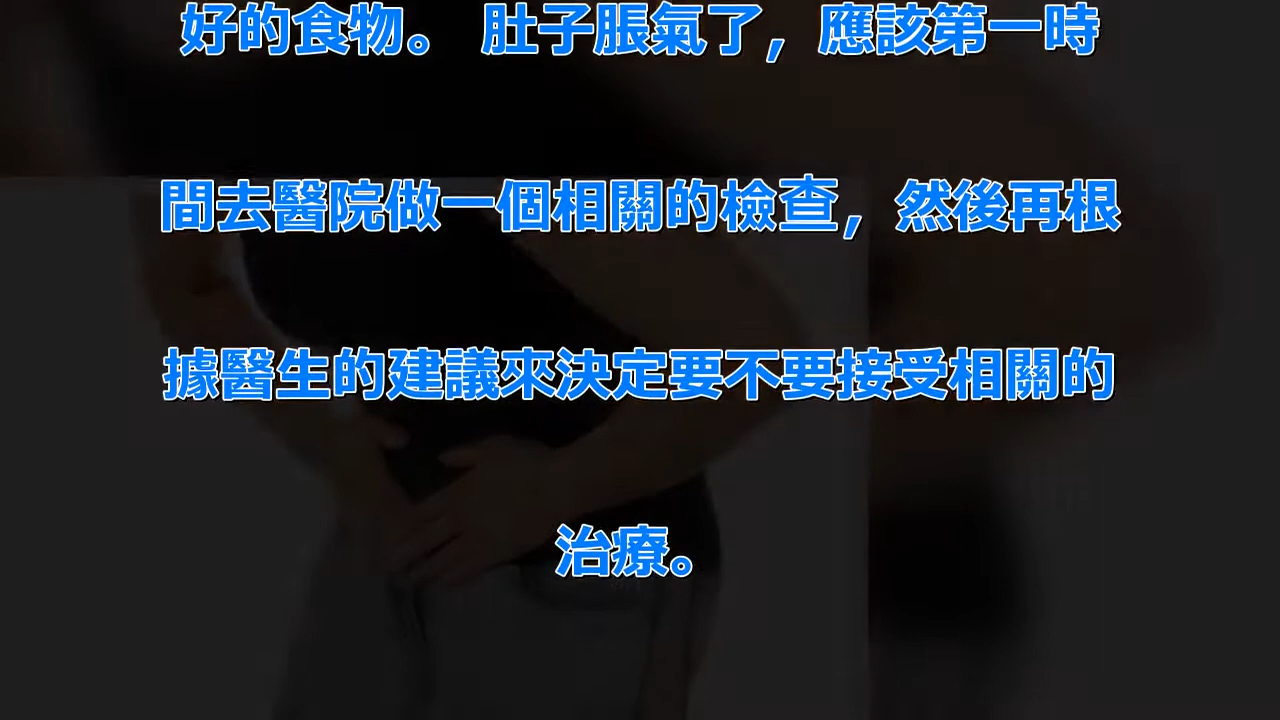 好的食物。 肚子脹氣了，應該第一時
間去醫院做一個相關的檢查，然後再根
據醫生的建議來決定要不要接受相關的
治療。